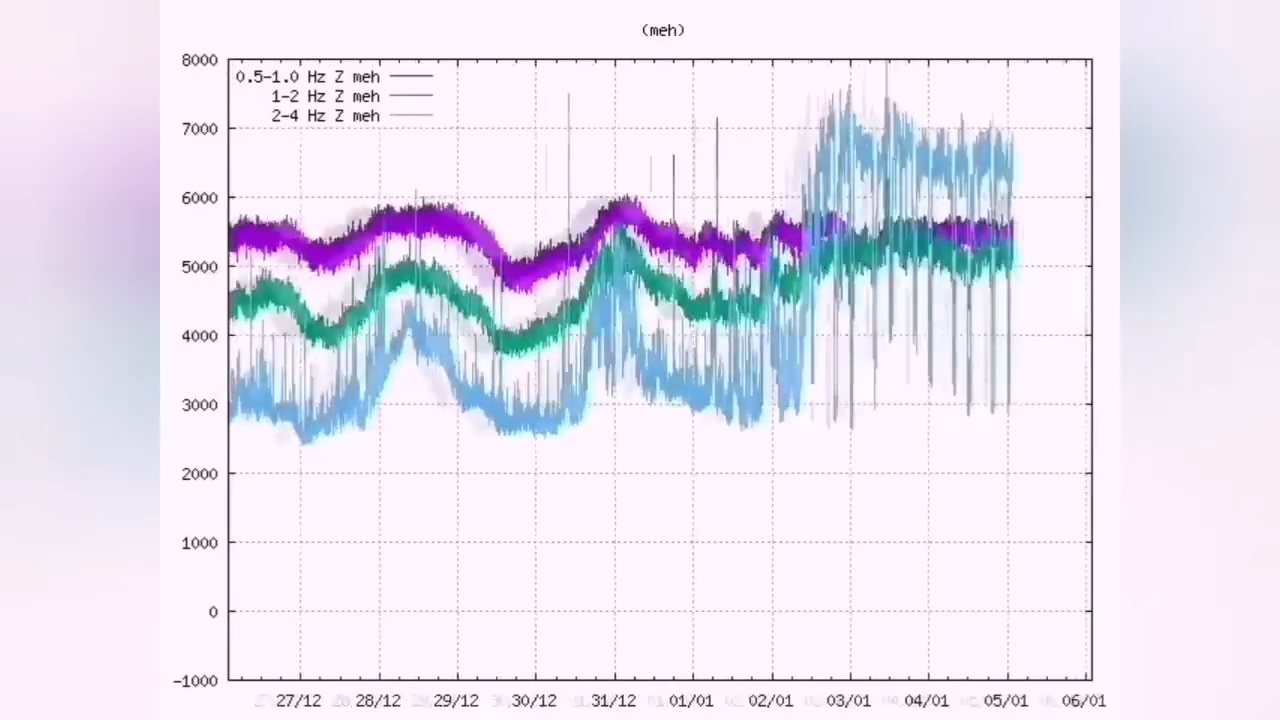 (meh)
8000
0.5-1.0 Hz Z meh
1-2 Hz Z meh
2-4 Hz Z meh
7000
6000
5000
4000
3000
2000
1000
0
-1000
27/12 28/12 29/12 30/12 31/12 01/01 02/01 03/01 04/01 05/01 06/01